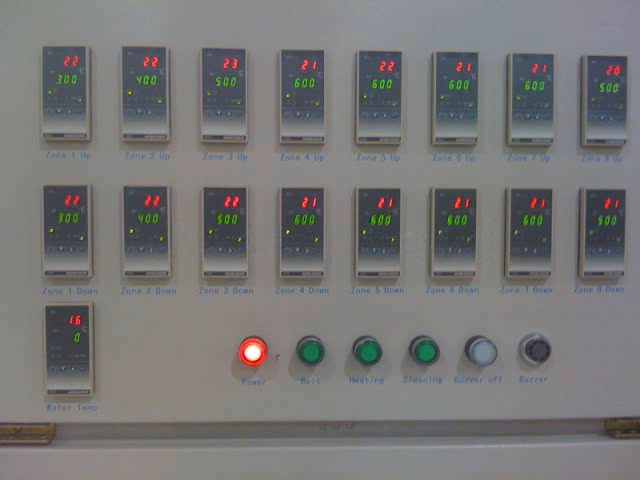 22 22 23 21 22 21 21 20
300 400 500 600 600 600 600 500
Zone 1 Up Zone 2 Up Zone 3 Up Zone 4 Up Zone 5 Up Zone 6 Up Zone 7 Up Zone 8 Up
22 22 22 21 21 21 21 21
300 400 500 600 600 600 600 500
Zone 1 Down Zone 2 Down Zone 3 Down Zone 4 Down Zone 5 Down Zone 6 Down Zone 7 Down Zone 8 Down
16
0
Water Temp
Power Belt Heating Cleaning Buzzer off Buzzer